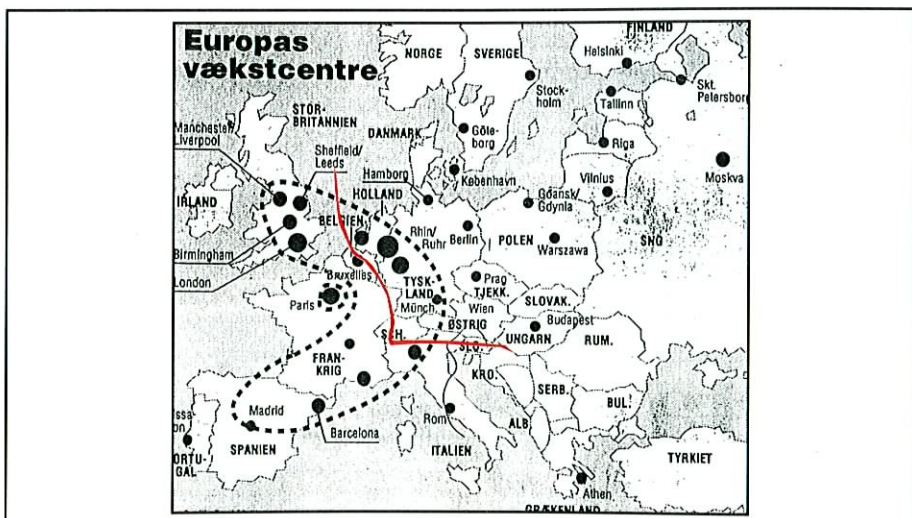 Europas
vækstcentre
NORGE
SVERIGE
FINLAND
Helsinki
Skt.
Petersborg
Stock-
holm
Tallinn
STOR-
BRITANNIEN
Manchester/
Liverpool
Sheffield/
Leeds
DANMARK
Göte-
borg
Riga
Moskva
Hamborg
København
Vilnius
IRLAND
HOLLAND
Gdansk/
Gdynia
BELGIEN
Rhin/
Ruhr
Berlin
POLEN
Warszawa
SNG
Birmingham
London
Bruxelles
TYSK-
LAND
Prag
TJEKK.
Paris
Münch.
Wien
SLOVAK.
ØSTRIG
Budapest
SCH.
SLO.
UNGARN
RUM.
FRAN-
KRIG
KRO.
SERB.
BUL.
Madrid
Rom
ALB
Barcelona
ORTU-
GAL
SPANIEN
ITALIEN
TYRKIET
Athen
GRÆKENLAND